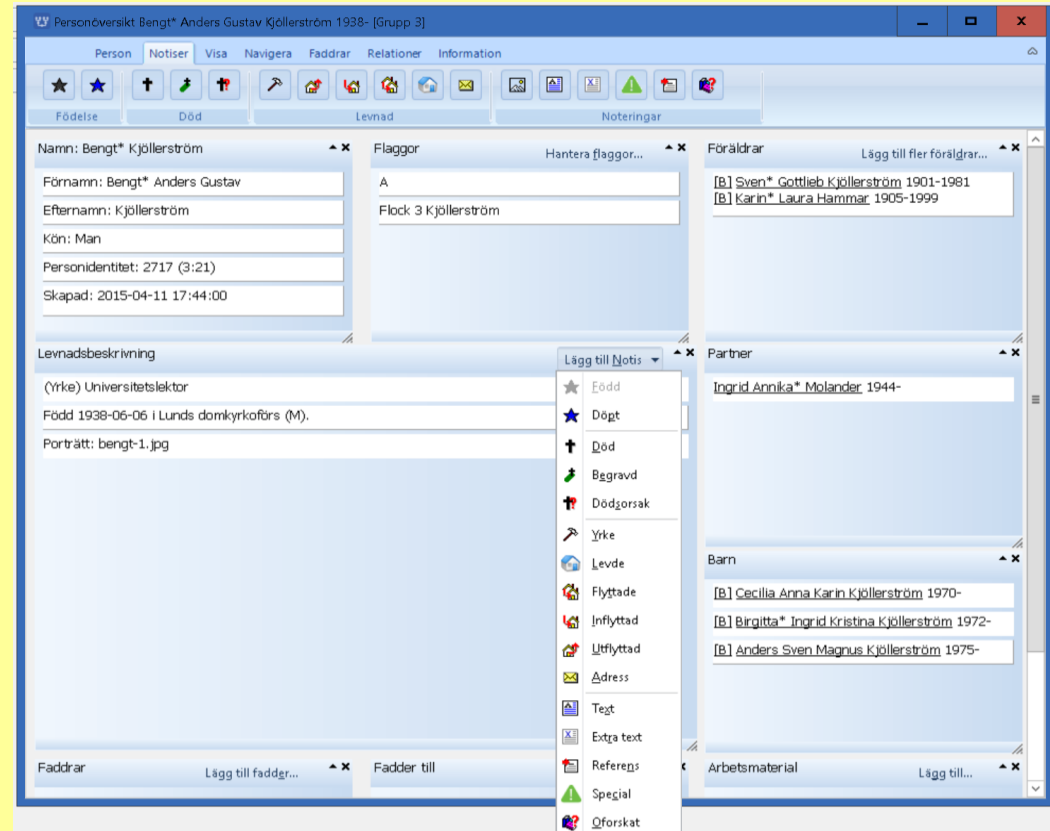 Personöversikt Bengt* Anders Gustav Kjöllerström 1938- [Grupp 3]
Person Notiser Visa Navigera Faddrar Relationer Information
Födelse Död Levnad Noteringar
Namn: Bengt* Kjöllerström
Förnamn: Bengt* Anders Gustav
Efternamn: Kjöllerström
Kön: Man
Personidentitet: 2717 (3:21)
Skapad: 2015-04-11 17:44:00
Flaggor Hantera flaggor...
A
Flock 3 Kjöllerström
Föräldrar Lägg till fler föräldrar...
[B] Sven* Gottlieb Kjöllerström 1901-1981
[B] Karin* Laura Hammar 1905-1999
Levnadsbeskrivning Lägg till Notis
(Yrke) Universitetslektor
Född 1938-06-06 i Lunds domkyrkoförs (M).
Porträtt: bengt-1.jpg
Född
Döpt
Död
Begravd
Dödsorsak
Yrke
Levde
Flyttade
Inflyttad
Utflyttad
Adress
Text
Extra text
Referens
Special
Oforskat
Partner
Ingrid Annika* Molander 1944-
Barn
[B] Cecilia Anna Karin Kjöllerström 1970-
[B] Birgitta* Ingrid Kristina Kjöllerström 1972-
[B] Anders Sven Magnus Kjöllerström 1975-
Faddrar Lägg till fadder...
Fadder till
Arbetsmaterial Lägg till...